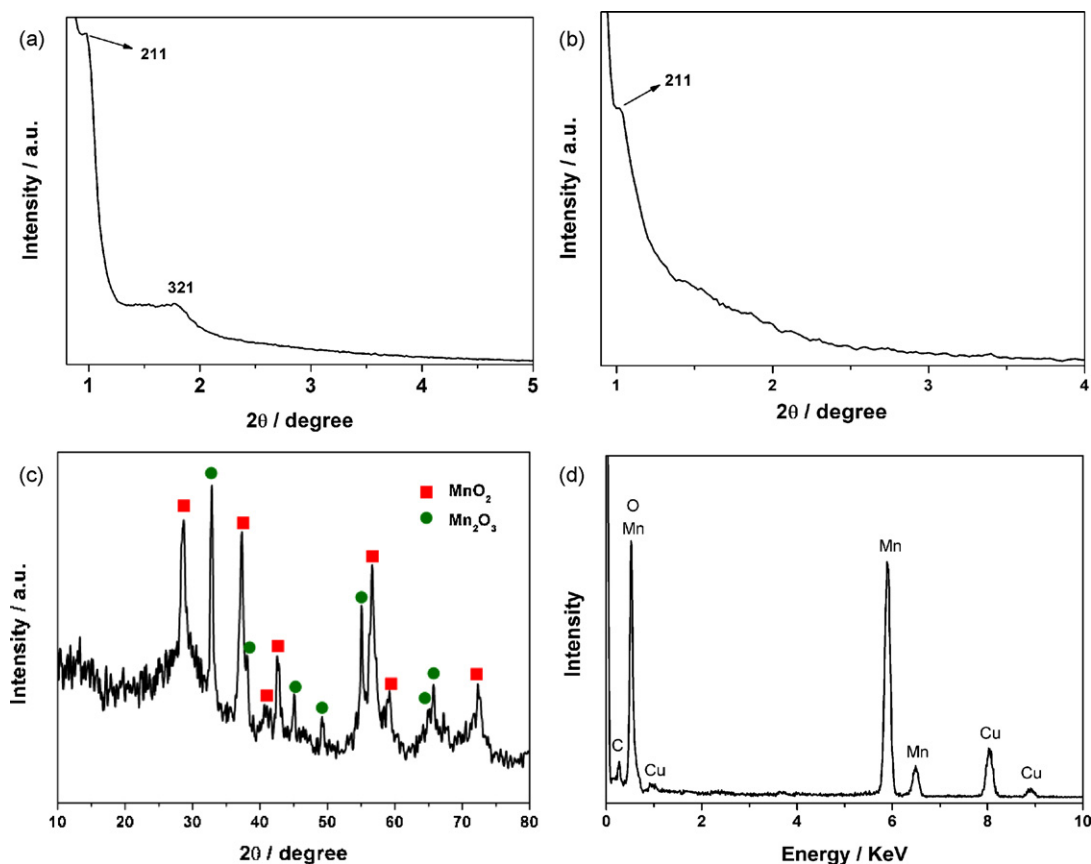 (a)
211
321
Intensity / a.u.
1 2 3 4 5
2θ / degree
(b)
211
Intensity / a.u.
1 2 3 4
2θ / degree
(c)
MnO₂
Mn₂O₃
Intensity / a.u.
10 20 30 40 50 60 70 80
2θ / degree
(d)
O
Mn
C
Cu
Mn
Mn
Cu
Cu
Intensity
0 2 4 6 8 10
Energy / KeV